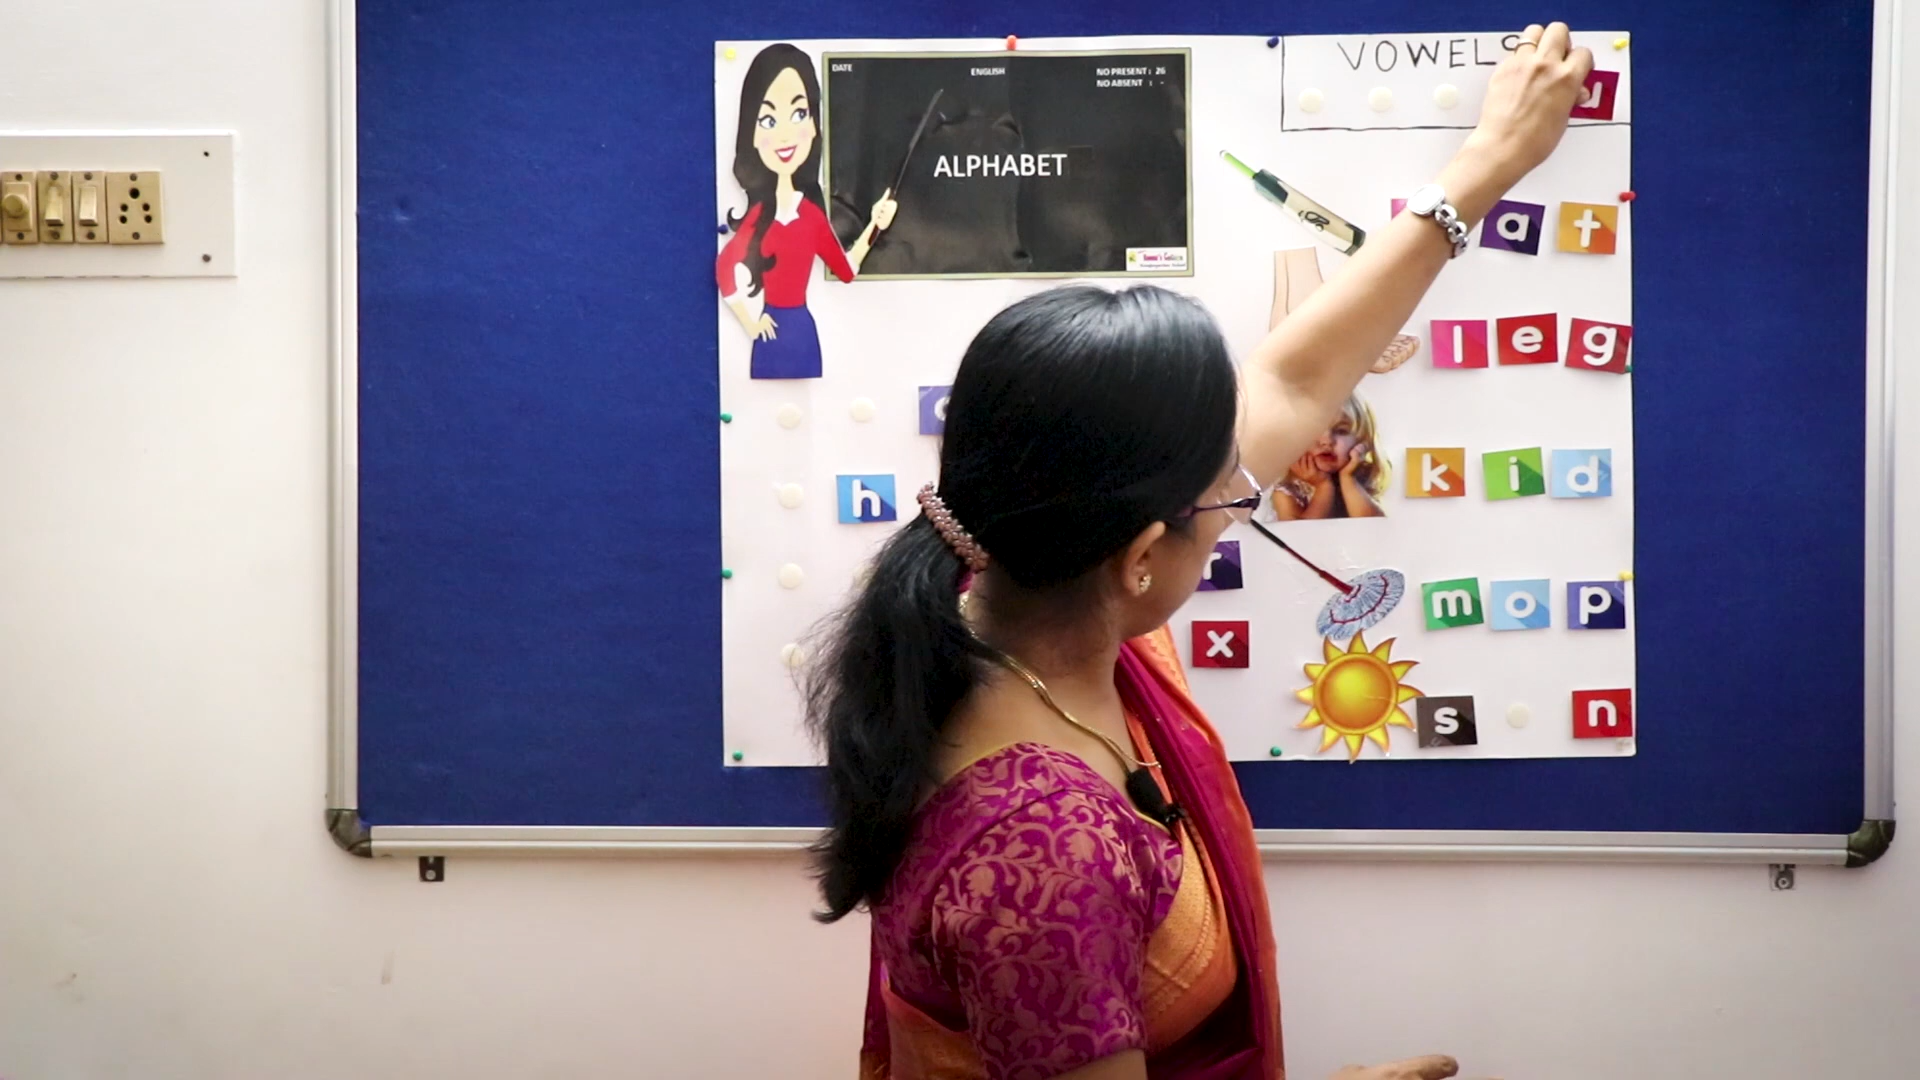 DATE
ENGLISH
NO PRESENT : 26
NO ABSENT : -
ALPHABET
VOWELS
u
a t
l e g
h
k i d
r
m o p
x
s n